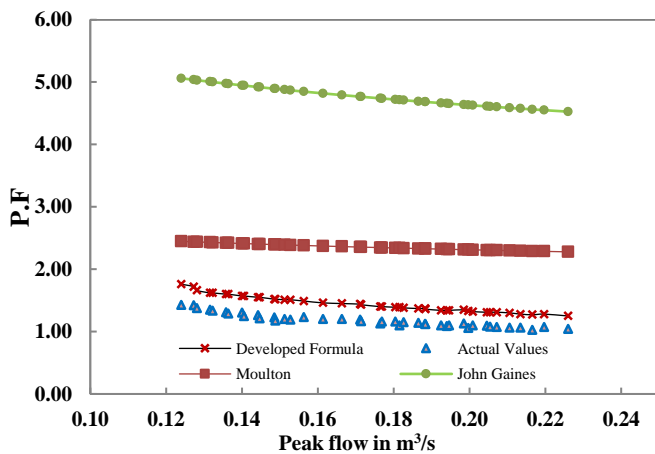 6.00
5.00
4.00
3.00
2.00
1.00
0.00
P.F
Developed Formula
Actual Values
Moulton
John Gaines
0.10 0.12 0.14 0.16 0.18 0.20 0.22 0.24
Peak flow in m³/s